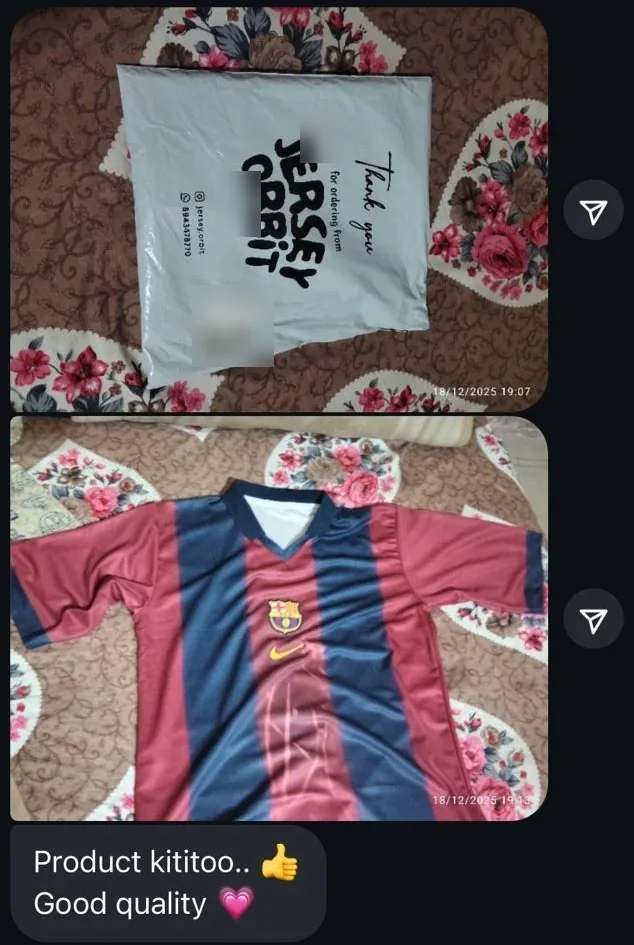 Thank you
for ordering from
JERSEY
ORBIT
jersey.orbit
8943478770
18/12/2025 19:07
18/12/2025 19:13
Product kititoo.. 👍
Good quality 💗